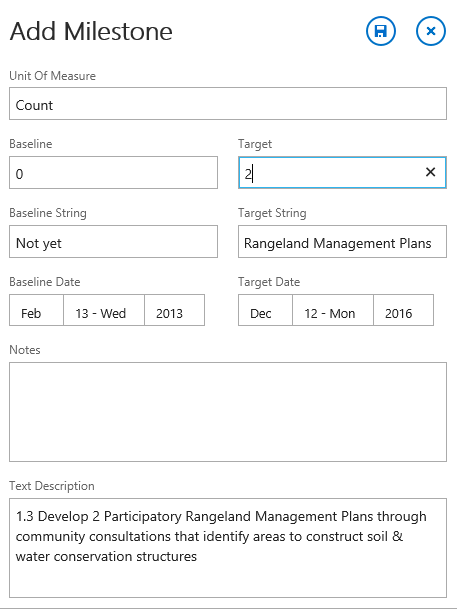 Add Milestone
Unit Of Measure
Count
Baseline Target
0 2
Baseline String Target String
Not yet Rangeland Management Plans
Baseline Date Target Date
Feb 13 - Wed 2013 Dec 12 - Mon 2016
Notes
Text Description
1.3 Develop 2 Participatory Rangeland Management Plans through
community consultations that identify areas to construct soil &
water conservation structures